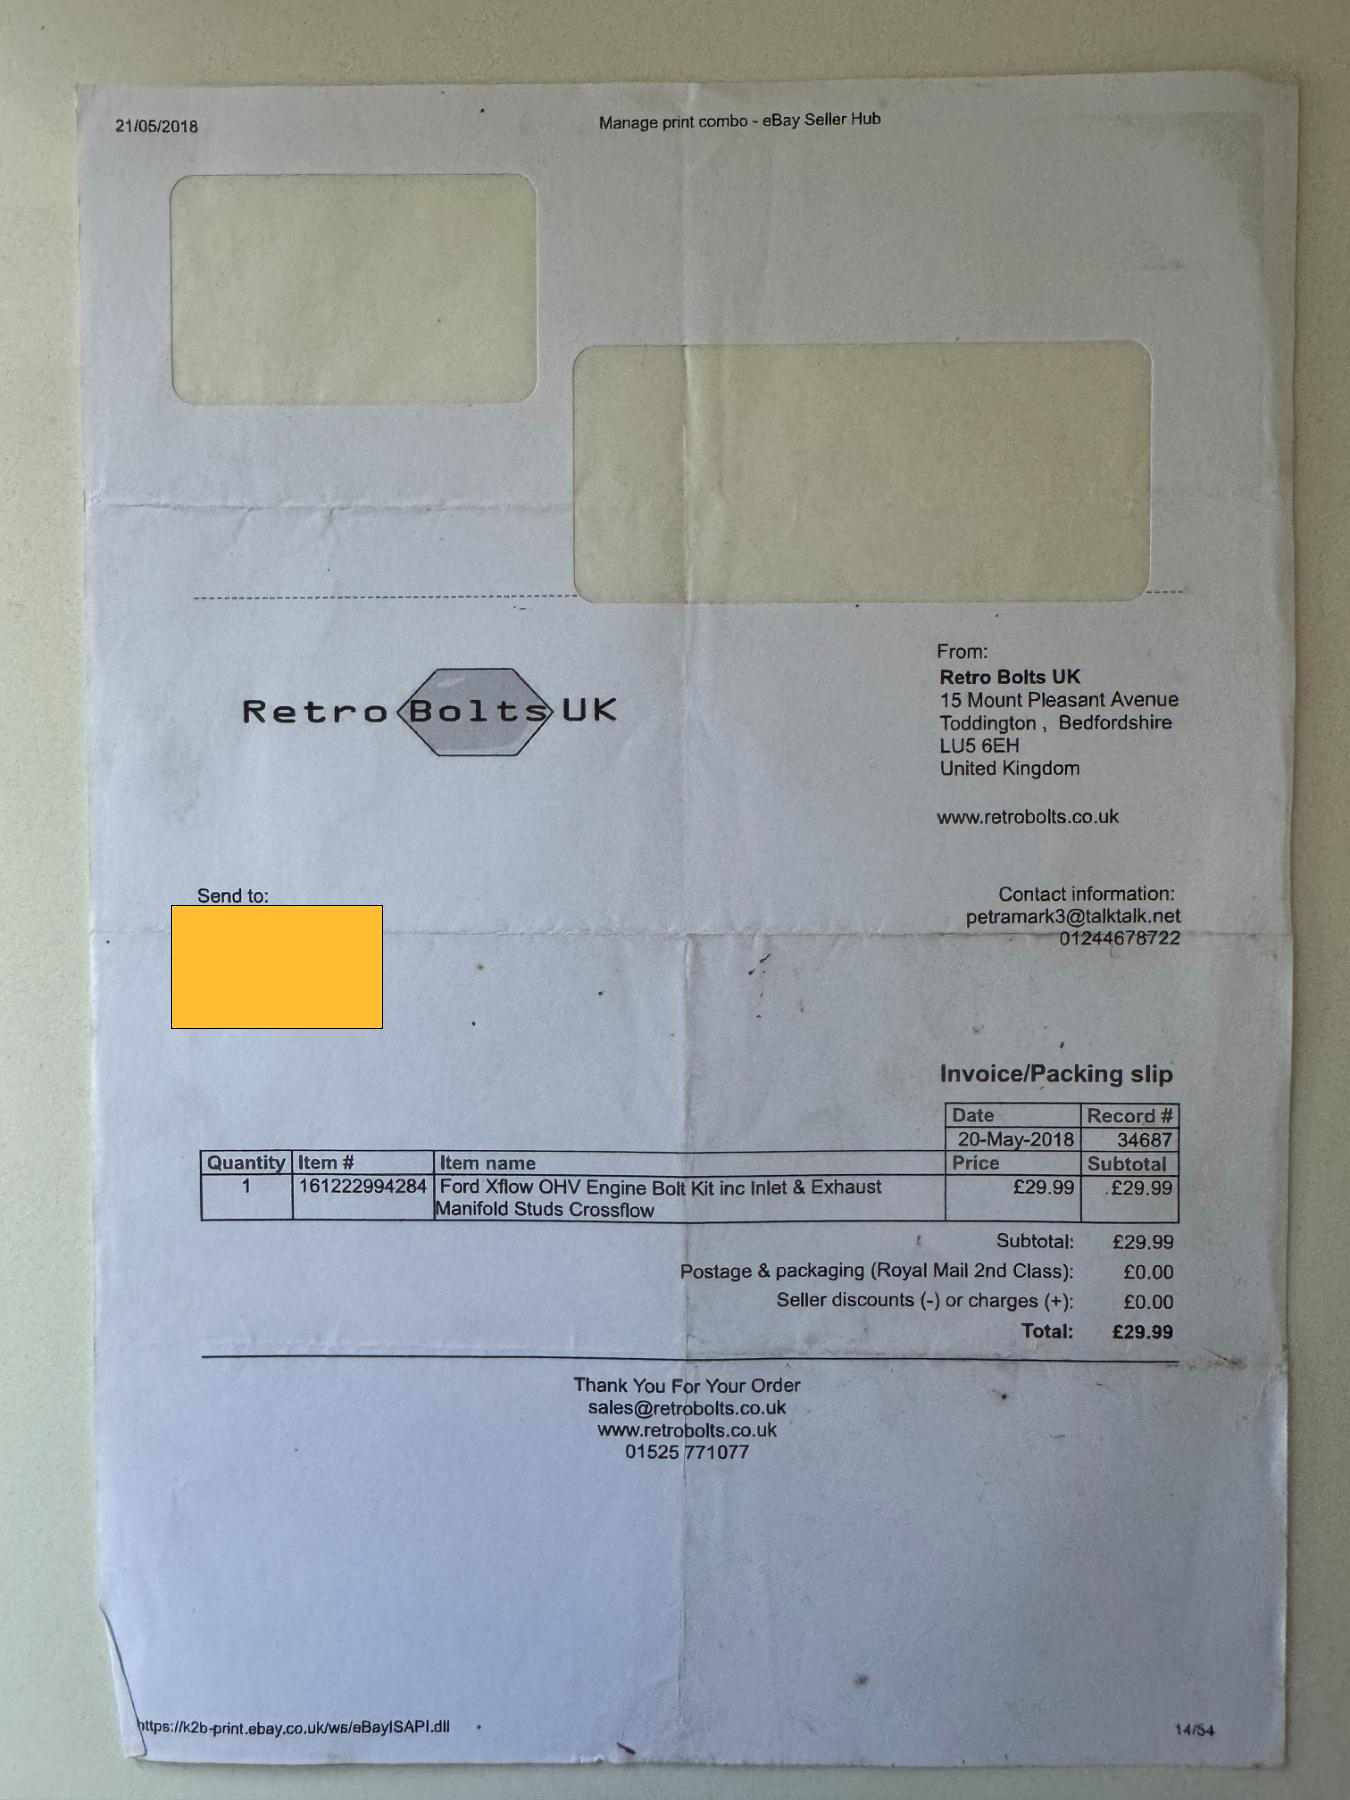 21/05/2018
Manage print combo - eBay Seller Hub
Retro Bolts UK
From:
Retro Bolts UK
15 Mount Pleasant Avenue
Toddington , Bedfordshire
LU5 6EH
United Kingdom
www.retrobolts.co.uk
Send to:
Contact information:
petramark3@talktalk.net
01244678722
Invoice/Packing slip
Date Record #
20-May-2018 34687
Quantity Item # Item name Price Subtotal
1 161222994284 Ford Xflow OHV Engine Bolt Kit inc Inlet & Exhaust £29.99 £29.99
Manifold Studs Crossflow
Subtotal: £29.99
Postage & packaging (Royal Mail 2nd Class): £0.00
Seller discounts (-) or charges (+): £0.00
Total: £29.99
Thank You For Your Order
sales@retrobolts.co.uk
www.retrobolts.co.uk
01525 771077
https://k2b-print.ebay.co.uk/ws/eBayISAPI.dll
14/54